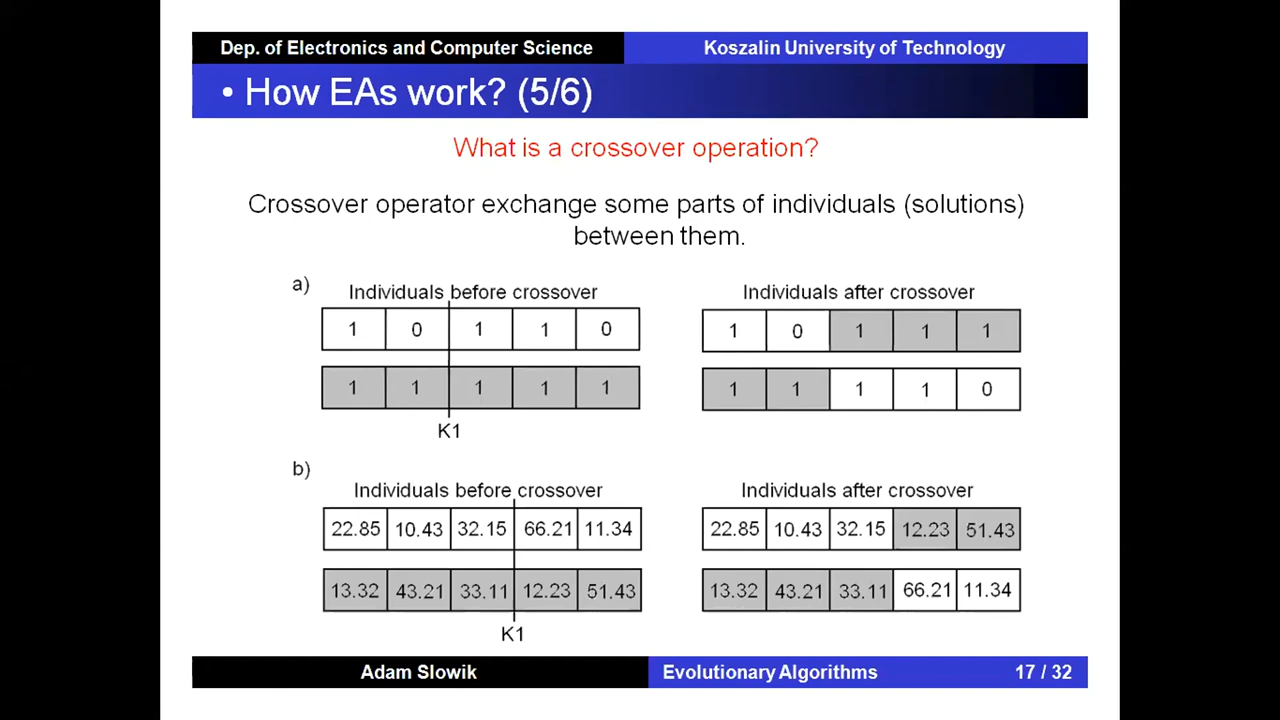 Dep. of Electronics and Computer Science Koszalin University of Technology
• How EAs work? (5/6)
What is a crossover operation?
Crossover operator exchange some parts of individuals (solutions)
between them.
a)
Individuals before crossover Individuals after crossover
1 0 1 1 0 1 0 1 1 1
1 1 1 1 1 1 1 1 1 0
K1
b)
Individuals before crossover Individuals after crossover
22.85 10.43 32.15 66.21 11.34 22.85 10.43 32.15 12.23 51.43
13.32 43.21 33.11 12.23 51.43 13.32 43.21 33.11 66.21 11.34
K1
Adam Slowik Evolutionary Algorithms 17 / 32